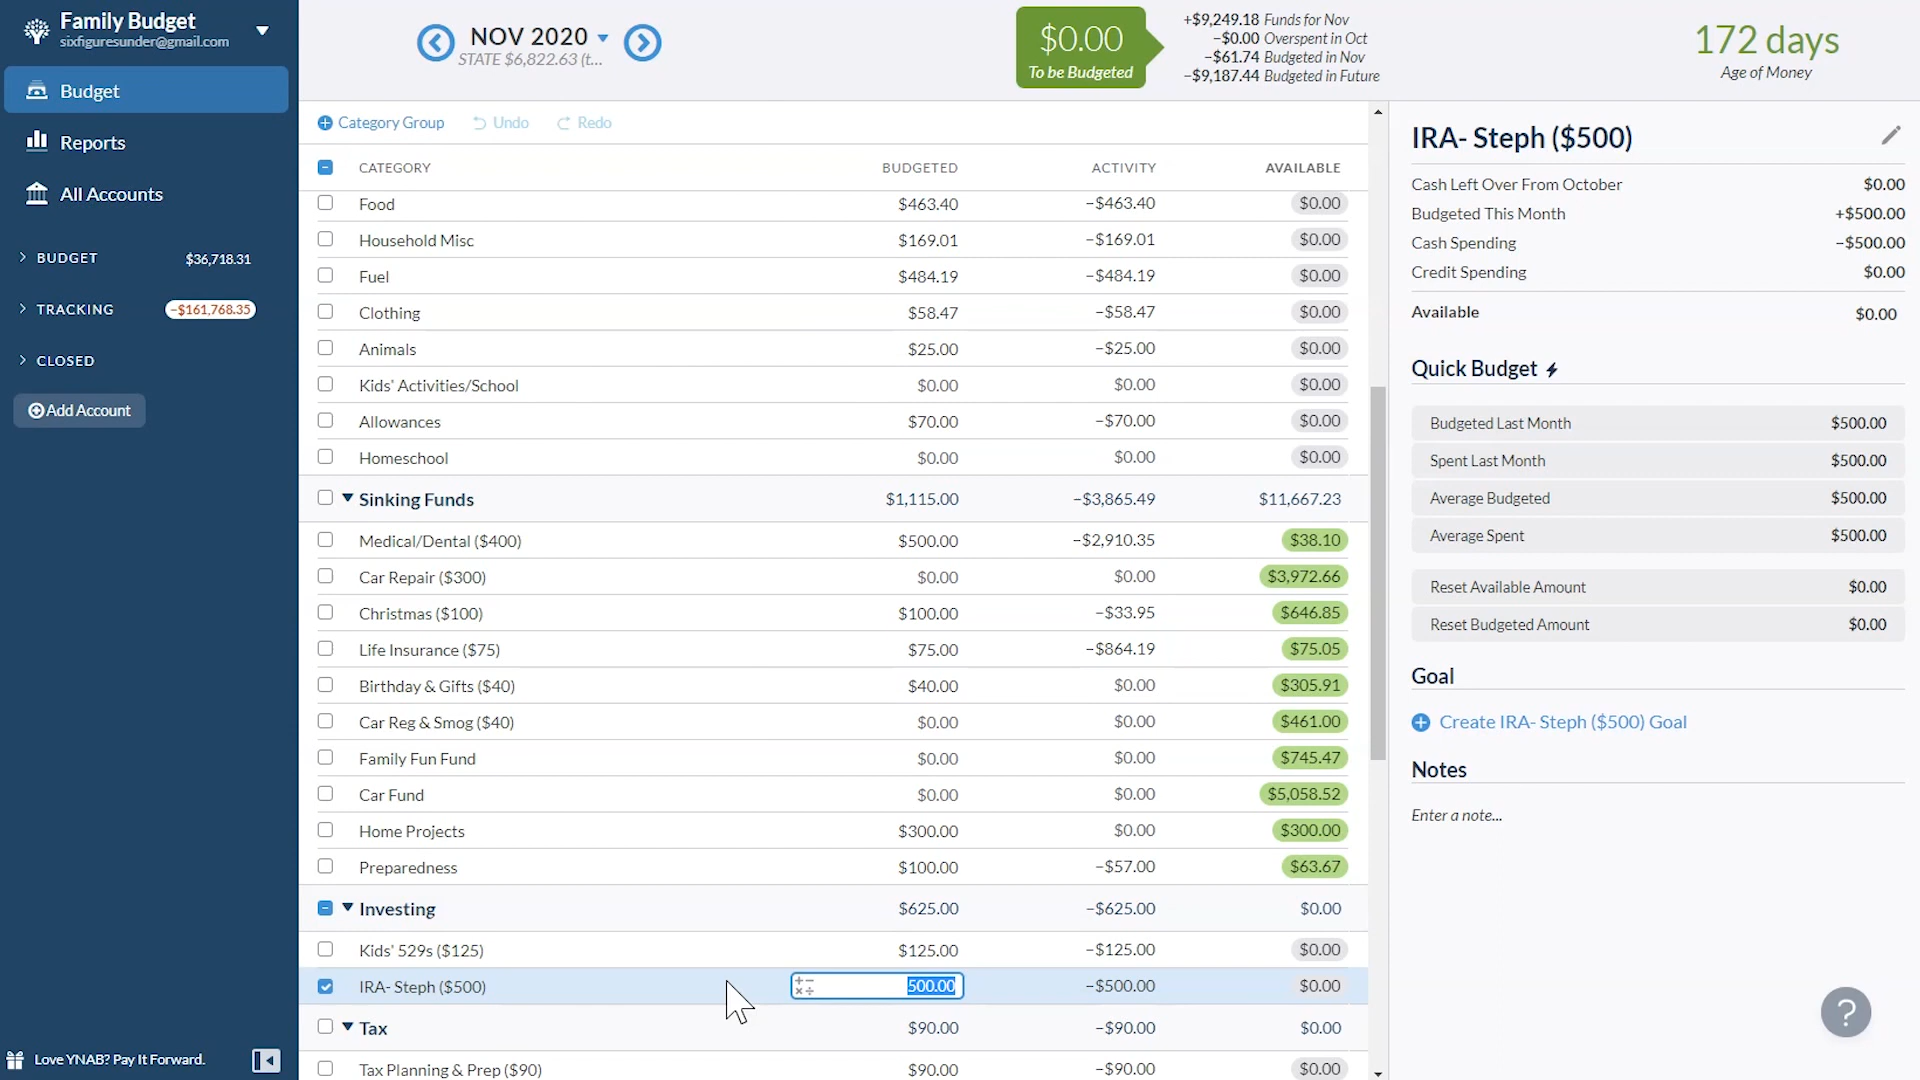 Family Budget
sixfiguresunder@gmail.com
Budget
Reports
All Accounts
BUDGET $36,718.31
TRACKING −$161,768.35
CLOSED
Add Account
Love YNAB? Pay It Forward.
NOV 2020
STATE $6,822.63 (t...
$0.00
To be Budgeted
+$9,249.18 Funds for Nov
−$0.00 Overspent in Oct
−$61.74 Budgeted in Nov
−$9,187.44 Budgeted in Future
172 days
Age of Money
Category Group Undo Redo
CATEGORY BUDGETED ACTIVITY AVAILABLE
Food $463.40 −$463.40 $0.00
Household Misc $169.01 −$169.01 $0.00
Fuel $484.19 −$484.19 $0.00
Clothing $58.47 −$58.47 $0.00
Animals $25.00 −$25.00 $0.00
Kids' Activities/School $0.00 $0.00 $0.00
Allowances $70.00 −$70.00 $0.00
Homeschool $0.00 $0.00 $0.00
Sinking Funds $1,115.00 −$3,865.49 $11,667.23
Medical/Dental ($400) $500.00 −$2,910.35 $38.10
Car Repair ($300) $0.00 $0.00 $3,972.66
Christmas ($100) $100.00 −$33.95 $646.85
Life Insurance ($75) $75.00 −$864.19 $75.05
Birthday & Gifts ($40) $40.00 $0.00 $305.91
Car Reg & Smog ($40) $0.00 $0.00 $461.00
Family Fun Fund $0.00 $0.00 $745.47
Car Fund $0.00 $0.00 $5,058.52
Home Projects $300.00 $0.00 $300.00
Preparedness $100.00 −$57.00 $63.67
Investing $625.00 −$625.00 $0.00
Kids' 529s ($125) $125.00 −$125.00 $0.00
IRA- Steph ($500) 500.00 −$500.00 $0.00
Tax $90.00 −$90.00 $0.00
Tax Planning & Prep ($90) $90.00 −$90.00 $0.00
IRA- Steph ($500)
Cash Left Over From October $0.00
Budgeted This Month +$500.00
Cash Spending −$500.00
Credit Spending $0.00
Available $0.00
Quick Budget
Budgeted Last Month $500.00
Spent Last Month $500.00
Average Budgeted $500.00
Average Spent $500.00
Reset Available Amount $0.00
Reset Budgeted Amount $0.00
Goal
Create IRA- Steph ($500) Goal
Notes
Enter a note...
?